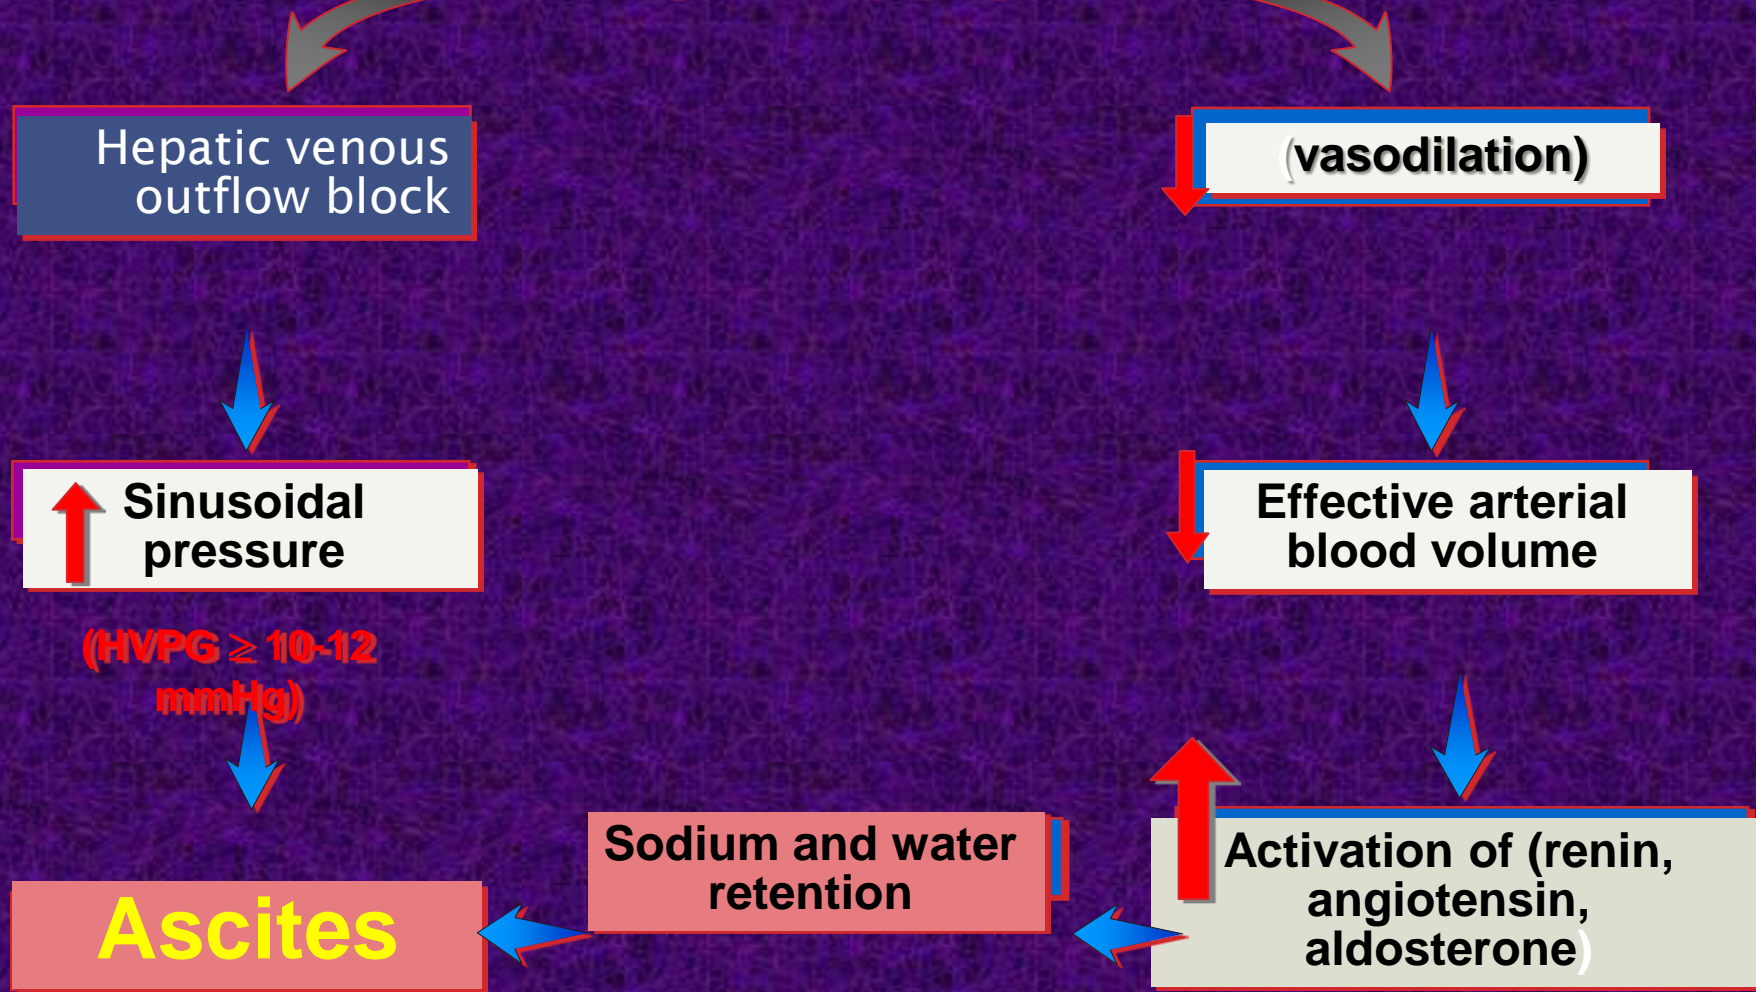 Hepatic venous
outflow block
(vasodilation)
Sinusoidal
pressure
Effective arterial
blood volume
(HVPG ≥ 10-12
mmHg)
Sodium and water
retention
Activation of (renin,
angiotensin,
aldosterone)
Ascites